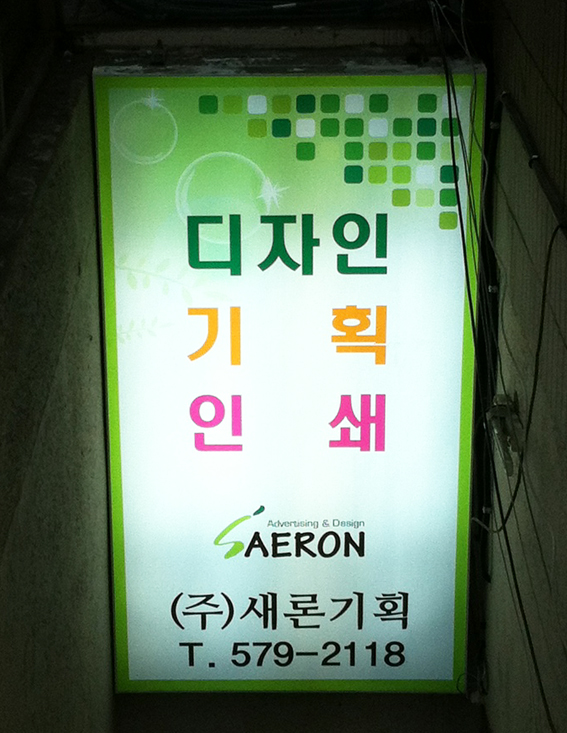 디자인
기 획
인 쇄
Advertising & Design
SAERON
(주)새론기획
T. 579-2118